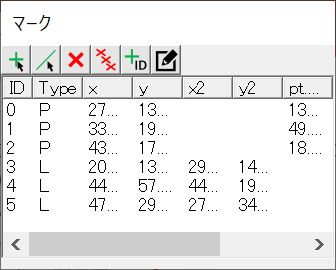 マーク
ID
ID Type x y x2 y2 pt....
0 P 27... 13... 13...
1 P 33... 19... 49...
2 P 43... 17... 18...
3 L 20... 13... 29... 14...
4 L 44... 57... 44... 19...
5 L 47... 29... 27... 34...